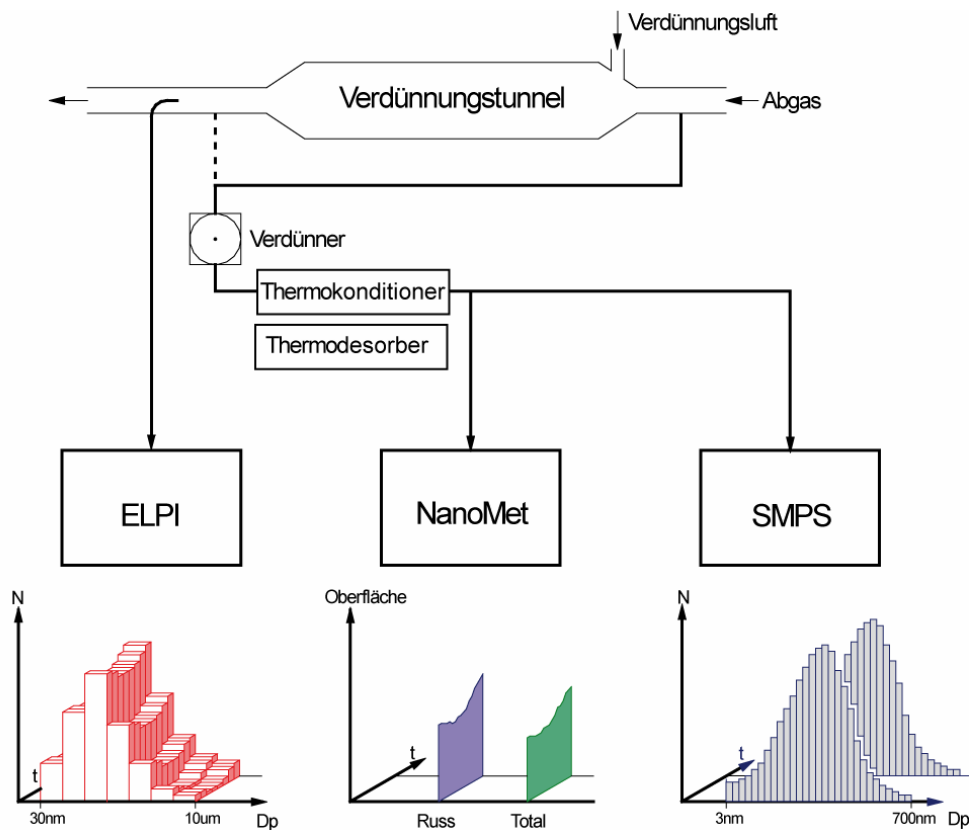 Verdünnungsluft
Verdünnungstunnel
Abgas
Verdünner
Thermokonditioner
Thermodesorber
ELPI
NanoMet
SMPS
N
t
30nm
10um
Dp
Oberfläche
t
Russ
Total
N
t
3nm
700nm
Dp